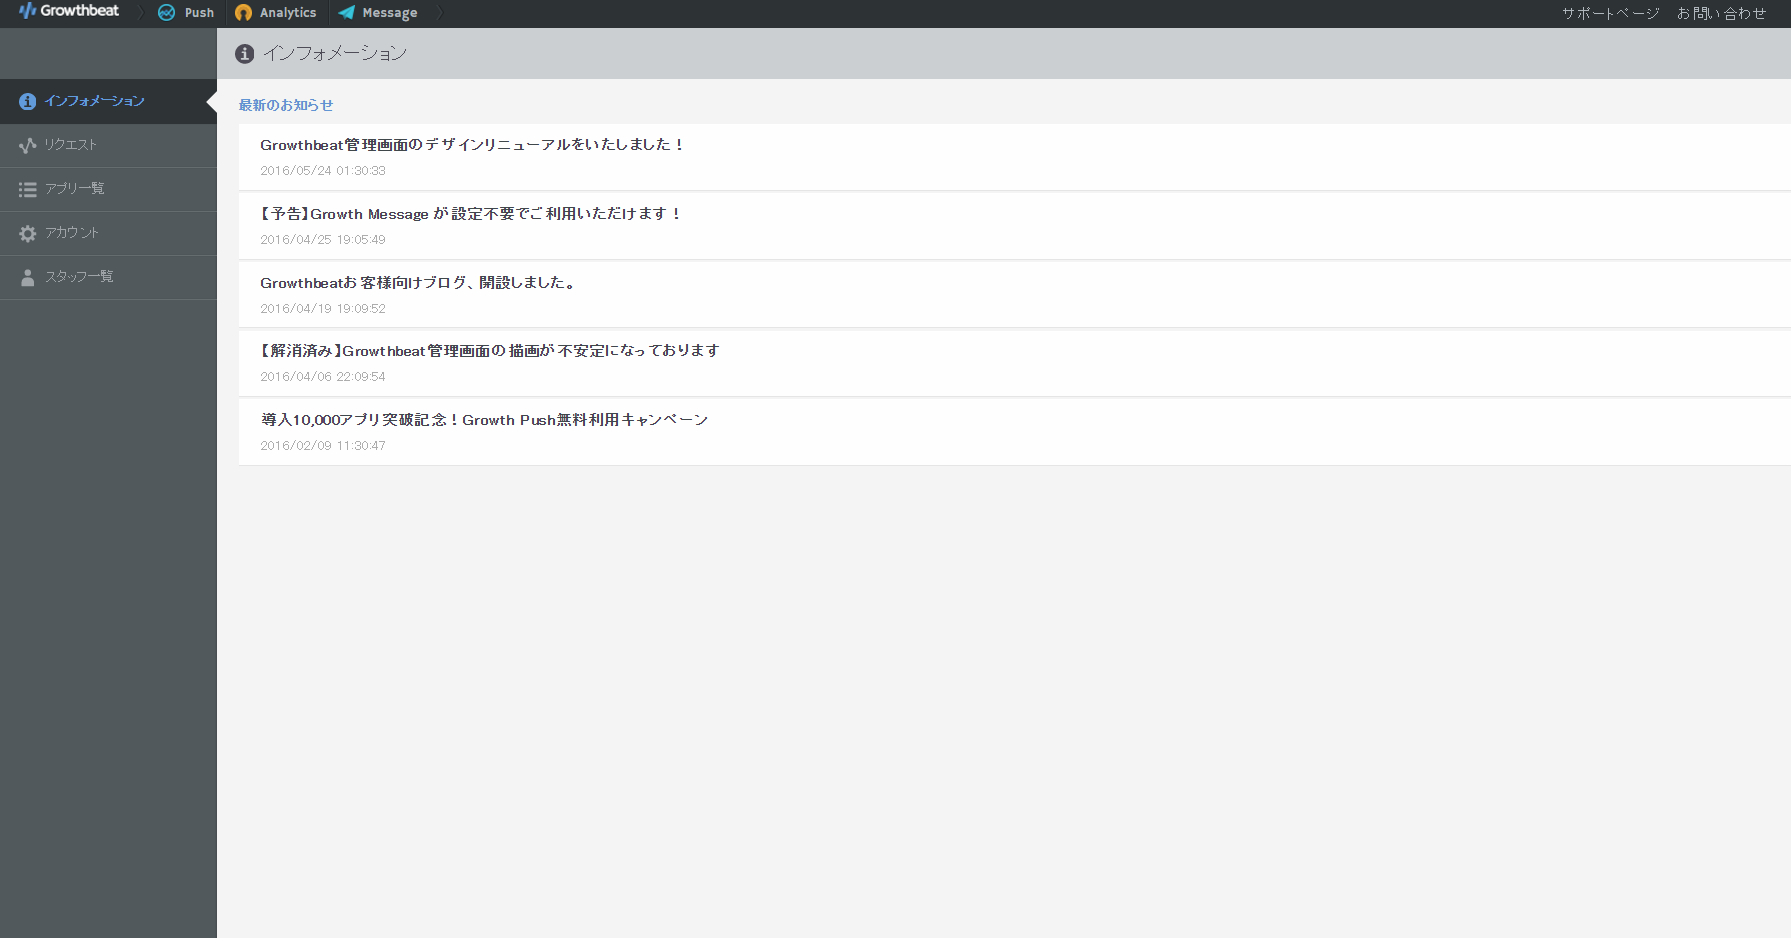 Growthbeat Push Analytics Message サポートページ お問い合わせ
インフォメーション
インフォメーション
リクエスト
アプリ一覧
アカウント
スタッフ一覧
最新のお知らせ
Growthbeat管理画面のデザインリニューアルをいたしました！
2016/05/24 01:30:33
【予告】Growth Message が設定不要でご利用いただけます！
2016/04/25 19:05:49
Growthbeatお客様向けブログ、開設しました。
2016/04/19 19:09:52
【解消済み】Growthbeat管理画面の描画が不安定になっております
2016/04/06 22:09:54
導入10,000アプリ突破記念！Growth Push無料利用キャンペーン
2016/02/09 11:30:47